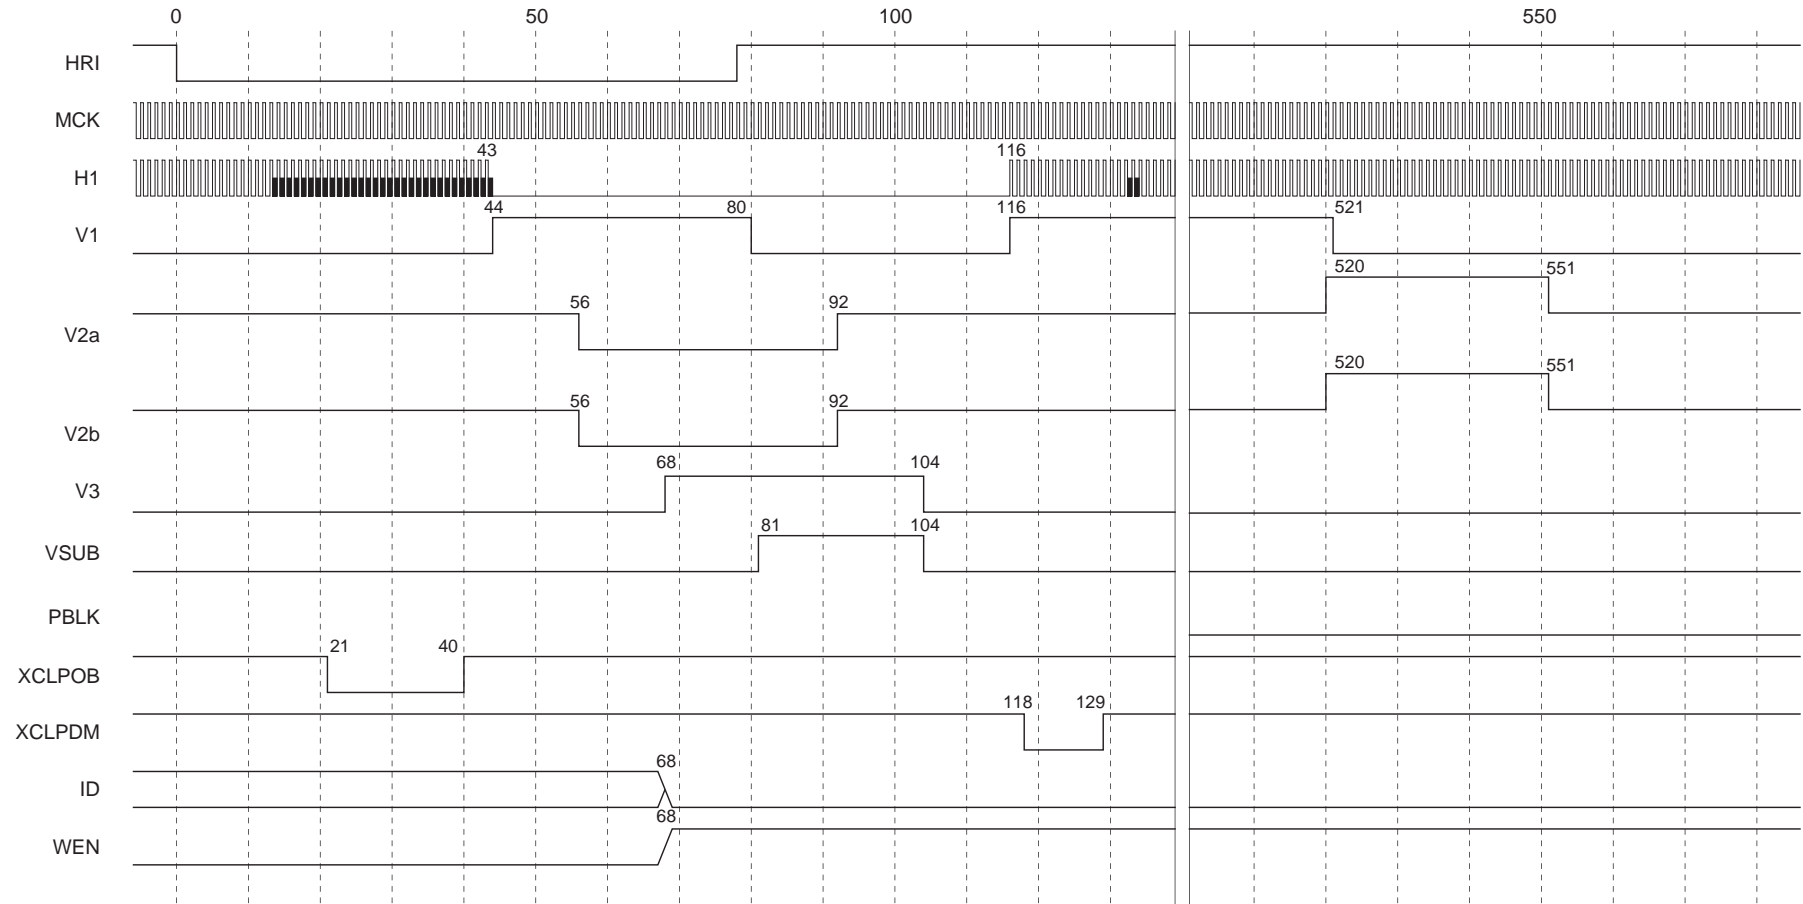 0 50 100 550
HRI
MCK
43 116
H1
44 80 116 521
V1
520 551
56 92
V2a
520 551
56 92
V2b
68 104
V3
81 104
VSUB
PBLK
21 40
XCLPOB
118 129
XCLPDM
68
ID
68
WEN